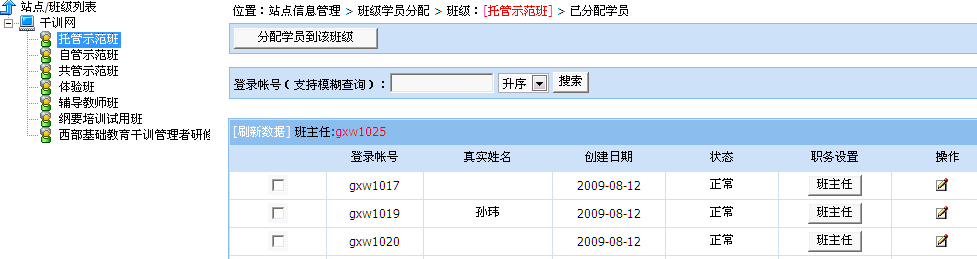 站点/班级列表
千训网
托管示范班
自管示范班
共管示范班
体验班
辅导教师班
纲要培训试用班
西部基础教育千训管理者研修
位置：站点信息管理 > 班级学员分配 > 班级：[托管示范班] > 已分配学员
分配学员到该班级
登录帐号（支持模糊查询）： 升序 搜索
[刷新数据] 班主任:gxw1025
登录帐号 真实姓名 创建日期 状态 职务设置 操作
gxw1017 2009-08-12 正常 班主任
gxw1019 孙玮 2009-08-12 正常 班主任
gxw1020 2009-08-12 正常 班主任